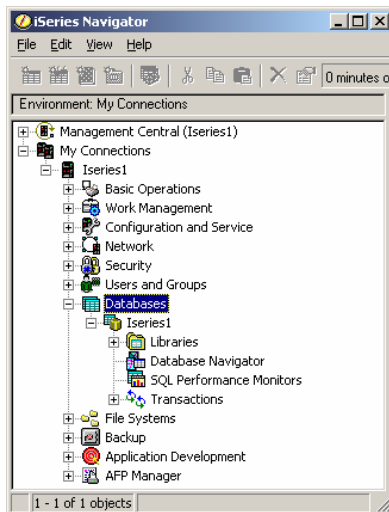 iSeries Navigator
File Edit View Help
0 minutes o
Environment: My Connections
Management Central (Iseries1)
My Connections
Iseries1
Basic Operations
Work Management
Configuration and Service
Network
Security
Users and Groups
Databases
Iseries1
Libraries
Database Navigator
SQL Performance Monitors
Transactions
File Systems
Backup
Application Development
AFP Manager
1 - 1 of 1 objects